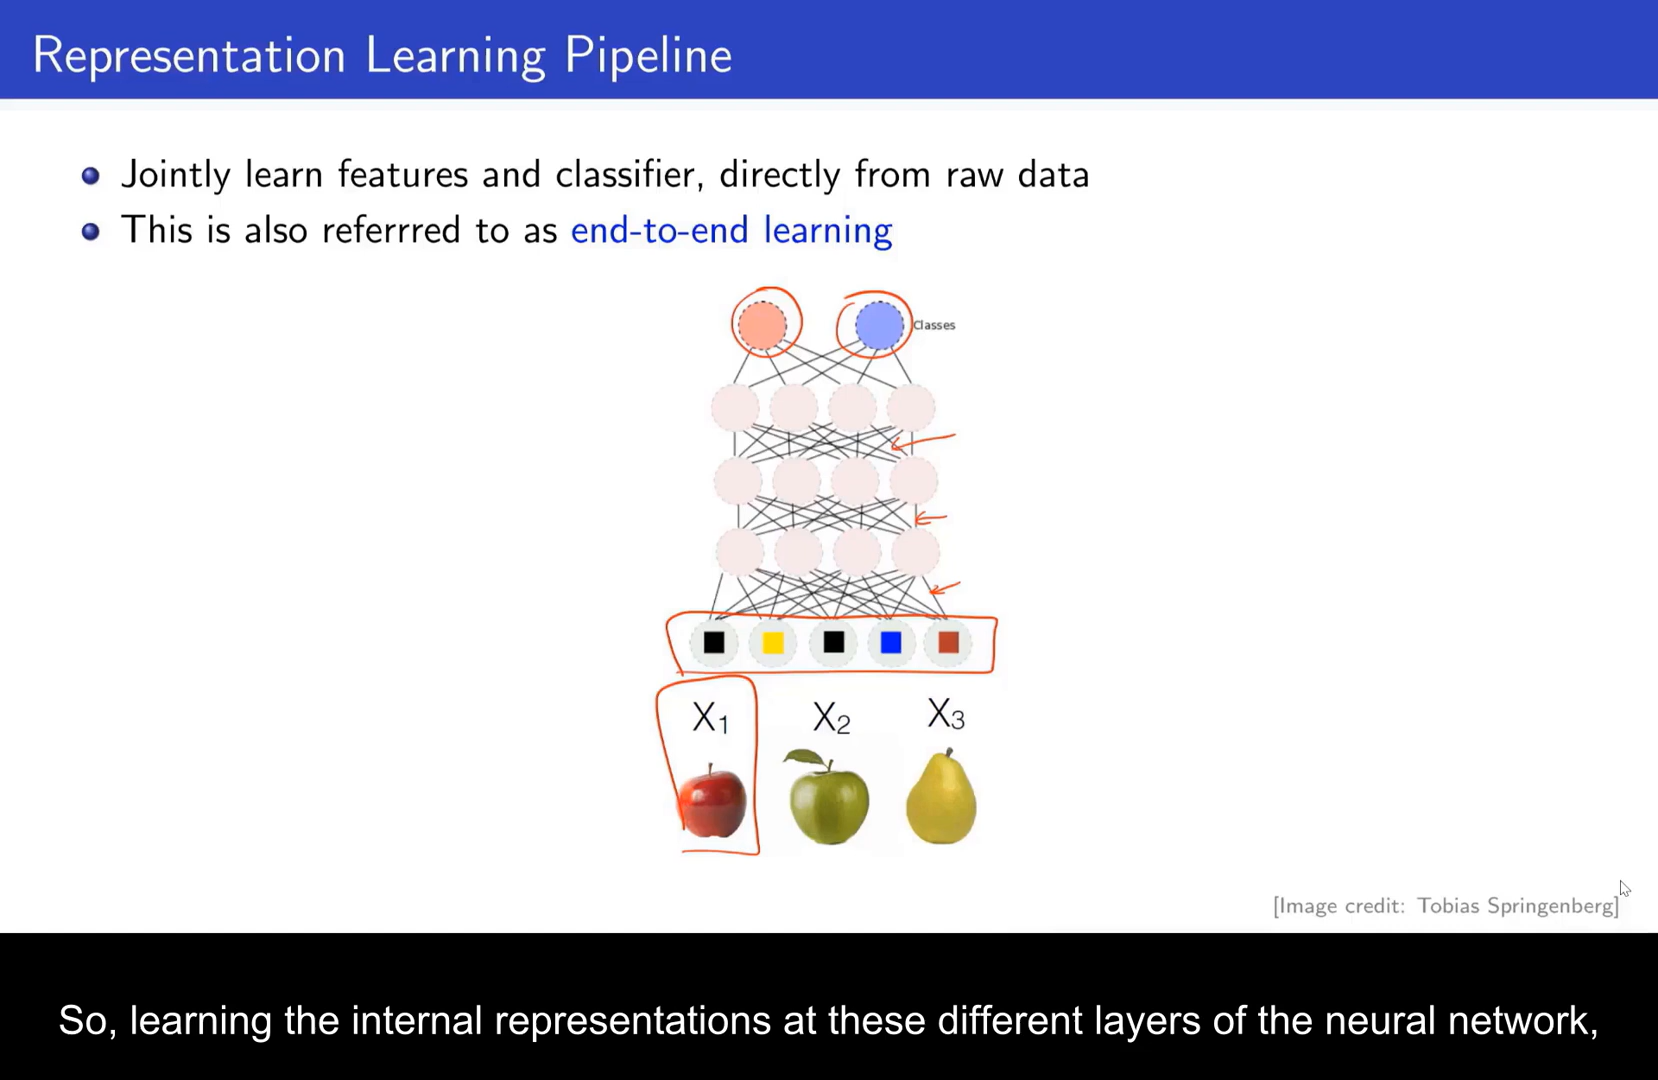 Representation Learning Pipeline
Jointly learn features and classifier, directly from raw data
This is also referrred to as end-to-end learning
Classes
X1 X2 X3
[Image credit: Tobias Springenberg]
So, learning the internal representations at these different layers of the neural network,